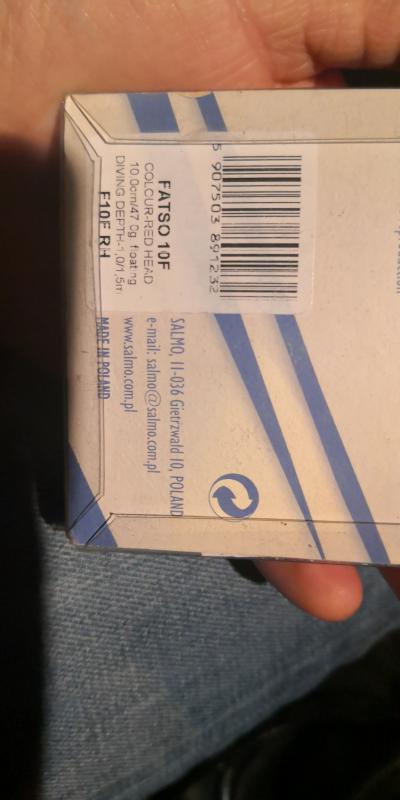 FATSO 10F
COLOUR-RED HEAD
10.0cm/47.0g. floating
DIVING DEPTH-1,0/1,5m
F10F RH
5 907503 891232
SALMO, 11-036 Gietrzwald 10, POLAND
e-mail: salmo@salmo.com.pl
www.salmo.com.pl
MADE IN POLAND